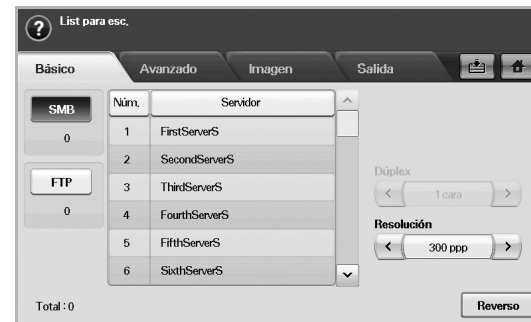 ? List para esc.
Básico Avanzado Imagen Salida
SMB
0
FTP
0
Núm. Servidor
1 FirstServerS
2 SecondServerS
3 ThirdServerS
4 FourthServerS
5 FifthServerS
6 SixthServerS
Dúplex
< 1 cara >
Resolución
< 300 ppp >
Total : 0
Reverso